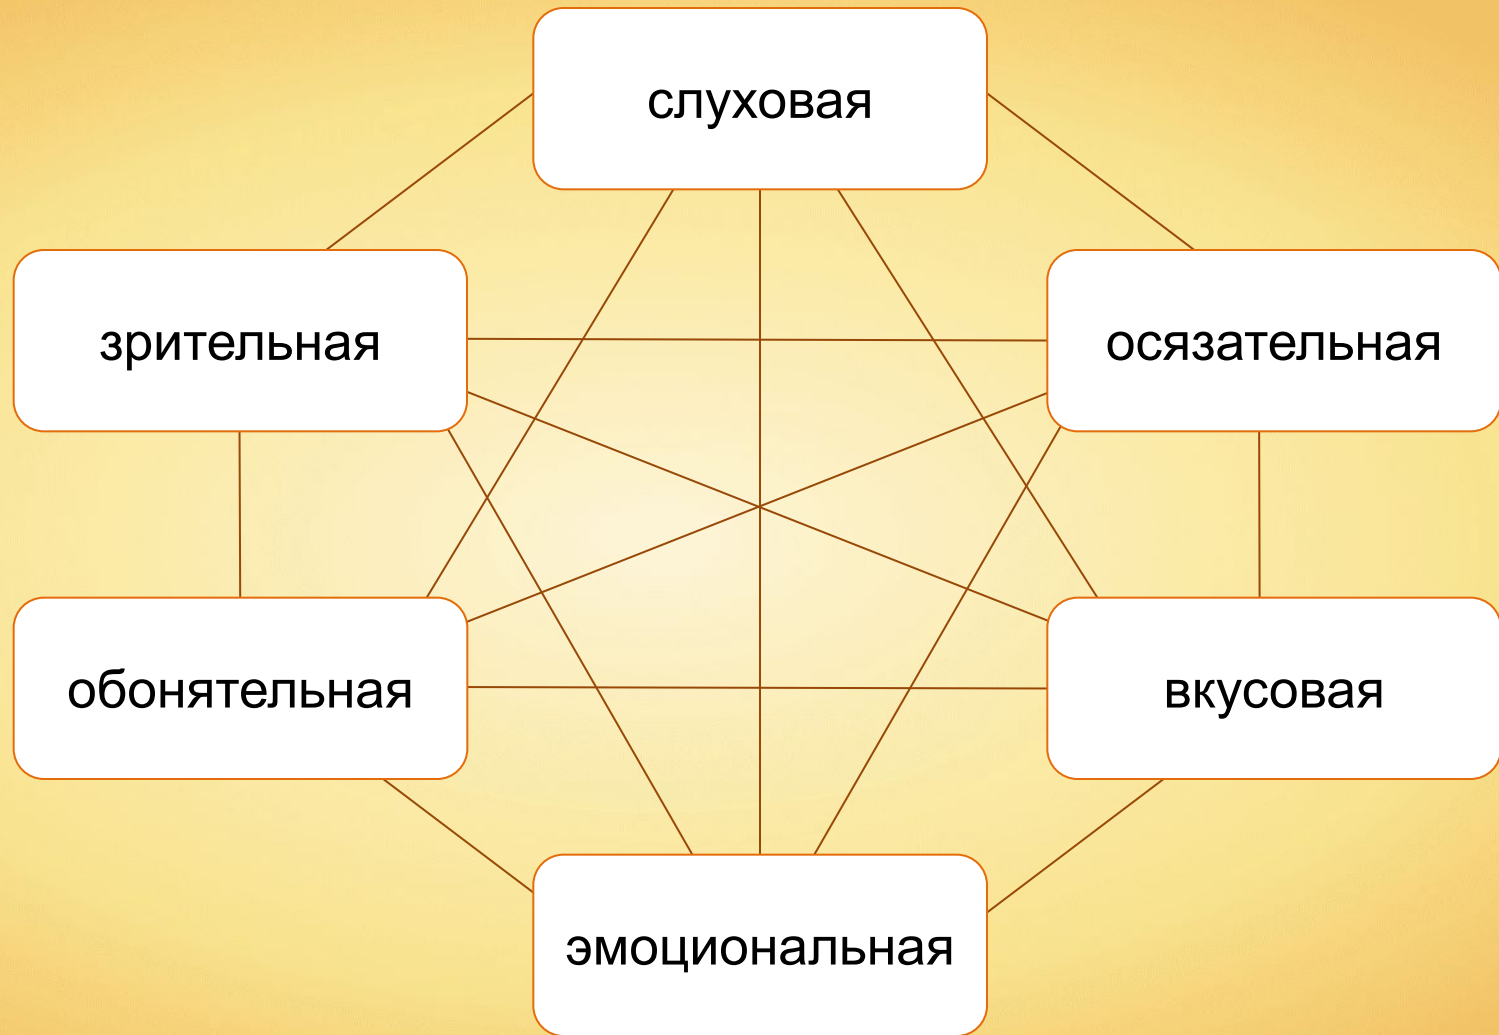 слуховая
зрительная
осязательная
обонятельная
вкусовая
эмоциональная